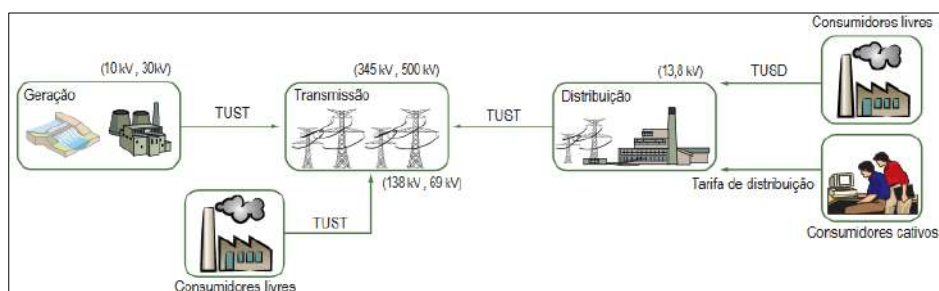 Consumidores livres
(10 kV , 30kV)
(345 kV , 500 kV)
(13,8 kV)
TUSD
Geração
TUST
Transmissão
TUST
Distribuição
(138 kV , 69 kV)
Tarifa de distribuição
TUST
Consumidores cativos
Consumidores livres